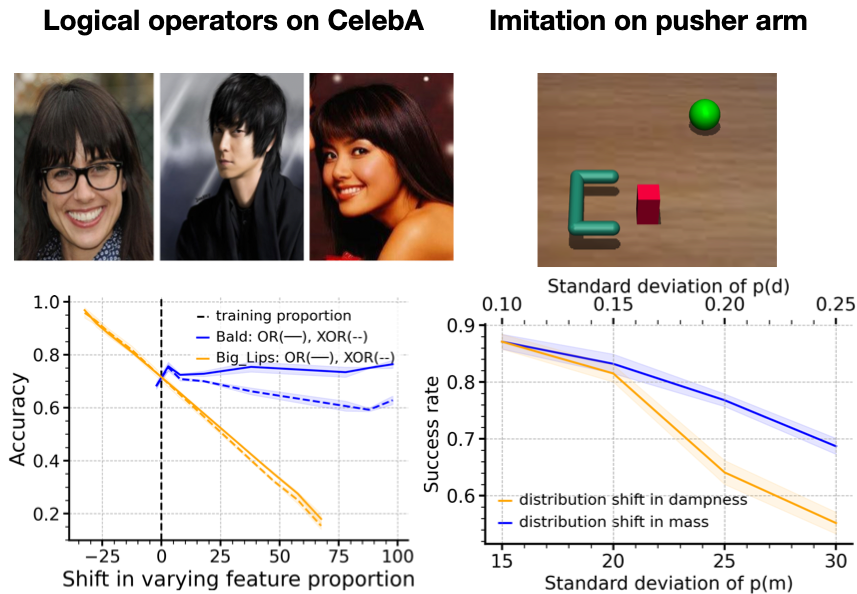 Logical operators on CelebA
Imitation on pusher arm
1.0
0.8
0.6
0.4
0.2
Accuracy
training proportion
Bald: OR(—), XOR(--)
Big_Lips: OR(—), XOR(--)
−25
0
25
50
75
100
Shift in varying feature proportion
Standard deviation of p(d)
0.10
0.15
0.20
0.25
0.9
0.8
0.7
0.6
Success rate
distribution shift in dampness
distribution shift in mass
15
20
25
30
Standard deviation of p(m)